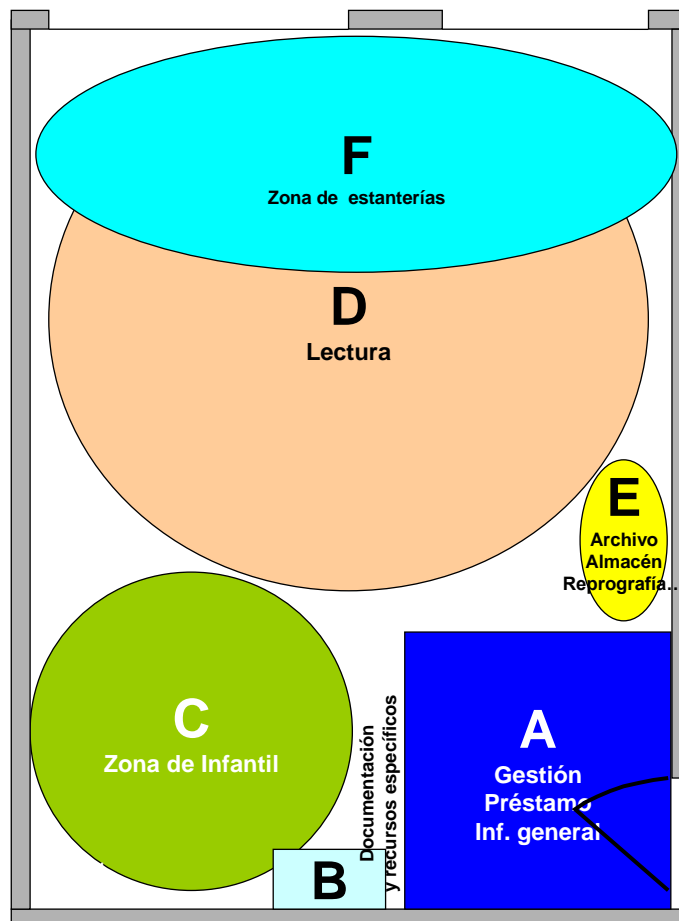 F
Zona de estanterías
D
Lectura
E
Archivo
Almacén
Reprografía…
C
Zona de Infantil
A
Gestión
Préstamo
Inf. general
Documentación
y recursos específicos
B